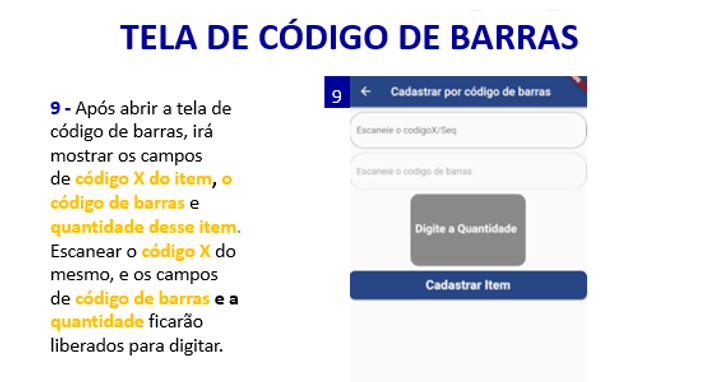 TELA DE CÓDIGO DE BARRAS
9 - Após abrir a tela de
código de barras, irá
mostrar os campos
de código X do item, o
código de barras e
quantidade desse item.
Escanear o código X do
mesmo, e os campos
de código de barras e a
quantidade ficarão
liberados para digitar.
9
Cadastrar por código de barras
Escaneie o codigoX/Seq
Escaneie o codigo de barras
Digite a Quantidade
Cadastrar Item